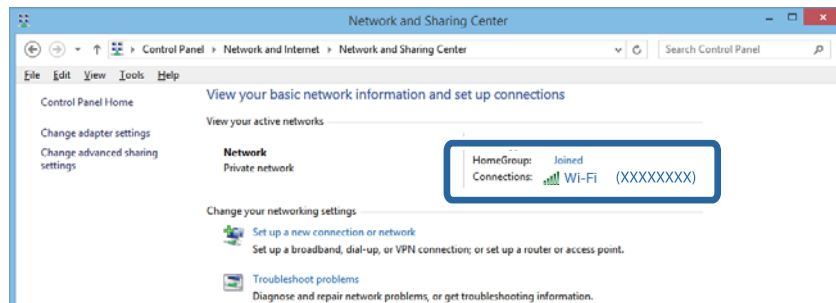 Network and Sharing Center
Control Panel Network and Internet Network and Sharing Center Search Control Panel
File Edit View Tools Help
Control Panel Home
Change adapter settings
Change advanced sharing
settings
View your basic network information and set up connections
View your active networks
Network
Private network
HomeGroup: Joined
Connections: Wi-Fi (XXXXXXXX)
Change your networking settings
Set up a new connection or network
Set up a broadband, dial-up, or VPN connection; or set up a router or access point.
Troubleshoot problems
Diagnose and repair network problems, or get troubleshooting information.